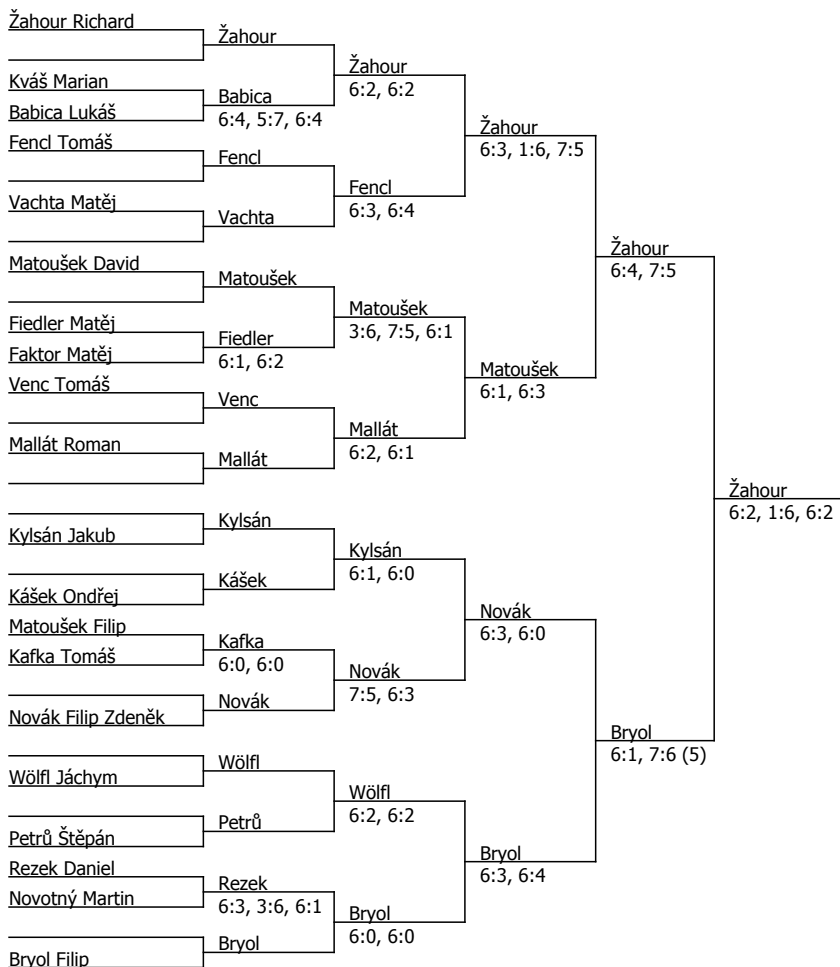 Žahour Richard
Kváš Marian
Babica Lukáš
Fencl Tomáš
Vachta Matěj
Matoušek David
Fiedler Matěj
Faktor Matěj
Venc Tomáš
Mallát Roman
Kylsán Jakub
Kášek Ondřej
Matoušek Filip
Kafka Tomáš
Novák Filip Zdeněk
Wölfl Jáchym
Petrů Štěpán
Rezek Daniel
Novotný Martin
Bryol Filip
Žahour
Babica
6:4, 5:7, 6:4
Fencl
Vachta
Matoušek
Fiedler
6:1, 6:2
Venc
Mallát
Kylsán
Kášek
Kafka
6:0, 6:0
Novák
Wölfl
Petrů
Rezek
6:3, 3:6, 6:1
Bryol
Žahour
6:2, 6:2
Fencl
6:3, 6:4
Matoušek
3:6, 7:5, 6:1
Mallát
6:2, 6:1
Kylsán
6:1, 6:0
Novák
7:5, 6:3
Wölfl
6:2, 6:2
Bryol
6:0, 6:0
Žahour
6:3, 1:6, 7:5
Matoušek
6:1, 6:3
Novák
6:3, 6:0
Bryol
6:3, 6:4
Žahour
6:4, 7:5
Bryol
6:1, 7:6 (5)
Žahour
6:2, 1:6, 6:2